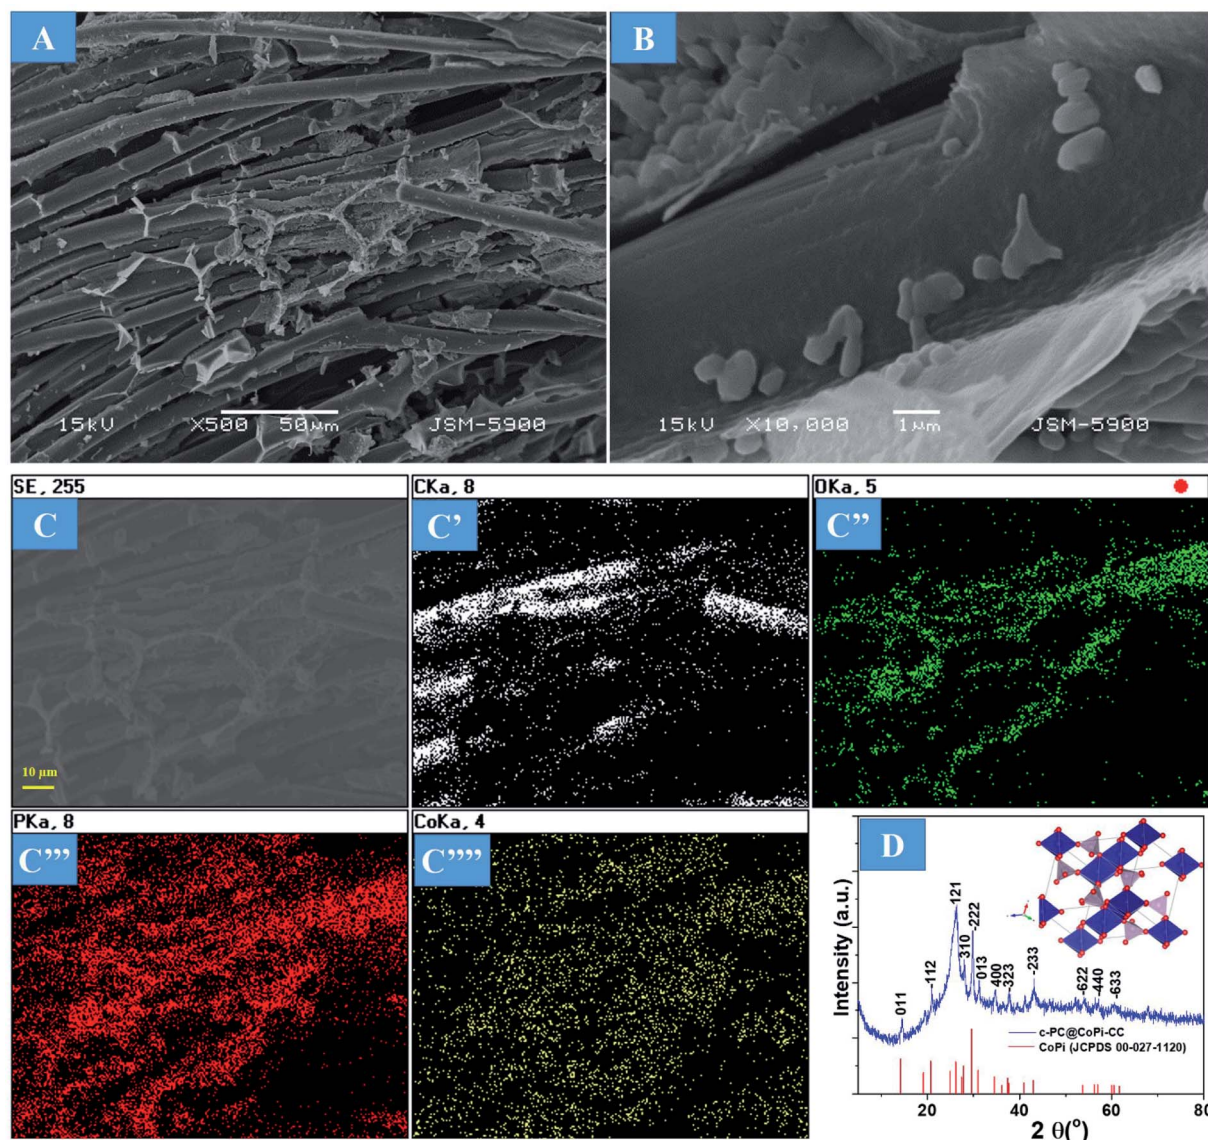 A
B
15kV X500 50µm JSM-5900
15kV X10,000 1µm JSM-5900
SE, 255
CKa, 8
OKa, 5
C
C’
C’’
10 µm
PKa, 8
CoKa, 4
C’’’
C’’’’
D
Intensity (a.u.)
011
-112
121
310
-222
013
400
-323
-233
-622
-440
-633
c-PC@CoPi-CC
CoPi (JCPDS 00-027-1120)
20 40 60 80
2 θ(°)